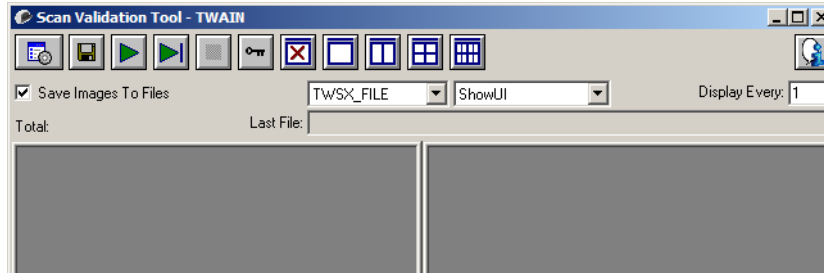 Scan Validation Tool - TWAIN
Save Images To Files TWSX_FILE ShowUI Display Every: 1
Total: Last File: